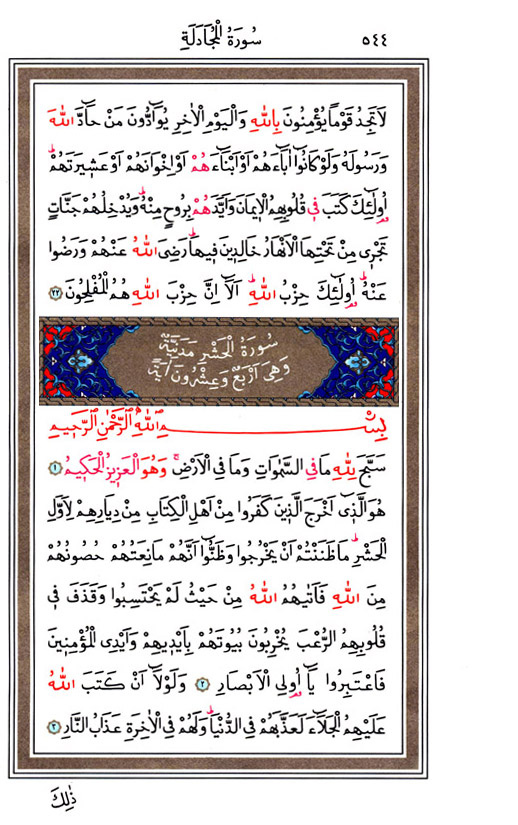 سُورَةُ الْمُجَادَلَةِ ٥٤٤
لَا تَجِدُ قَوْمًا يُؤْمِنُونَ بِاللّٰهِ وَالْيَوْمِ الْاٰخِرِ يُوَٓادُّونَ مَنْ حَٓادَّ اللّٰهَ
وَرَسُولَهُ وَلَوْ كَانُٓوا اٰبَٓاءَهُمْ اَوْ اَبْنَٓاءَهُمْ اَوْ اِخْوَانَهُمْ اَوْ عَشٖيرَتَهُمْۜ
اُو۬لٰٓئِكَ كَتَبَ فٖي قُلُوبِهِمُ الْاٖيمَانَ وَاَيَّدَهُمْ بِرُوحٍ مِنْهُۜ وَيُدْخِلُهُمْ جَنَّاتٍ
تَجْرٖي مِنْ تَحْتِهَا الْاَنْهَارُ خَالِدٖينَ فٖيهَاۜ رَضِيَ اللّٰهُ عَنْهُمْ وَرَضُوا
عَنْهُۜ اُو۬لٰٓئِكَ حِزْبُ اللّٰهِۜ اَلَٓا اِنَّ حِزْبَ اللّٰهِ هُمُ الْمُفْلِحُونَ ٢٢
سُورَةُ الْحَشْرِ مَدَنِيَّةٌ
وَهِيَ اَرْبَعٌ وَعِشْرُونَ اٰيَةً
بِسْمِ اللّٰهِ الرَّحْمٰنِ الرَّحٖيمِ
سَبَّحَ لِلّٰهِ مَا فِي السَّمٰوَاتِ وَمَا فِي الْاَرْضِۚ وَهُوَ الْعَزٖيزُ الْحَكٖيمُ ١
هُوَ الَّذٖٓي اَخْرَجَ الَّذٖينَ كَفَرُوا مِنْ اَهْلِ الْكِتَابِ مِنْ دِيَارِهِمْ لِاَوَّلِ
الْحَشْرِۜ مَا ظَنَنْتُمْ اَنْ يَخْرُجُوا وَظَنُّٓوا اَنَّهُمْ مَانِعَتُهُمْ حُصُونُهُمْ
مِنَ اللّٰهِ فَاَتٰيهُمُ اللّٰهُ مِنْ حَيْثُ لَمْ يَحْتَسِبُوا وَقَذَفَ فٖي
قُلُوبِهِمُ الرُّعْبَ يُخْرِبُونَ بُيُوتَهُمْ بِاَيْدٖيهِمْ وَاَيْدِي الْمُؤْمِنٖينَ
فَاعْتَبِرُوا يَٓا اُو۬لِي الْاَبْصَارِ ٢ وَلَوْلَٓا اَنْ كَتَبَ اللّٰهُ
عَلَيْهِمُ الْجَلَٓاءَ لَعَذَّبَهُمْ فِي الدُّنْيَاۜ وَلَهُمْ فِي الْاٰخِرَةِ عَذَابُ النَّارِ ٣
ذٰلِكَ